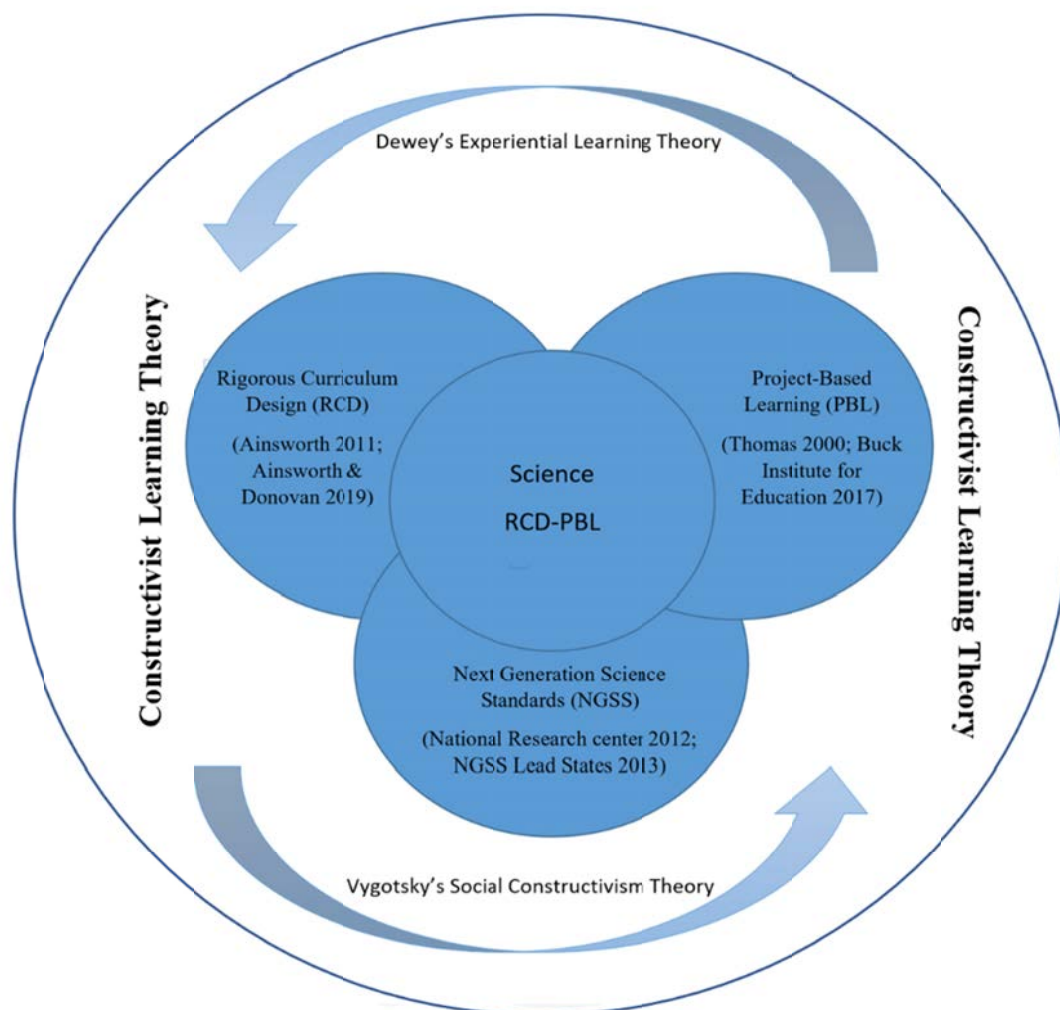 Dewey's Experiential Learning Theory
Constructivist Learning Theory
Rigorous Curriculum
Design (RCD)
(Ainsworth 2011;
Ainsworth &
Donovan 2019)
Science
RCD-PBL
Project-Based
Learning (PBL)
(Thomas 2000; Buck
Institute for
Education 2017)
Constructivist Learning Theory
Next Generation Science
Standards (NGSS)
(National Research center 2012;
NGSS Lead States 2013)
Vygotsky's Social Constructivism Theory